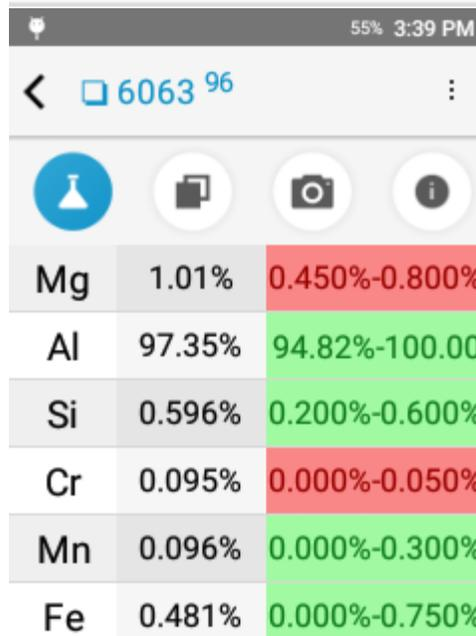 55% 3:39 PM
6063 96
Mg 1.01% 0.450%-0.800%
Al 97.35% 94.82%-100.00
Si 0.596% 0.200%-0.600%
Cr 0.095% 0.000%-0.050%
Mn 0.096% 0.000%-0.300%
Fe 0.481% 0.000%-0.750%